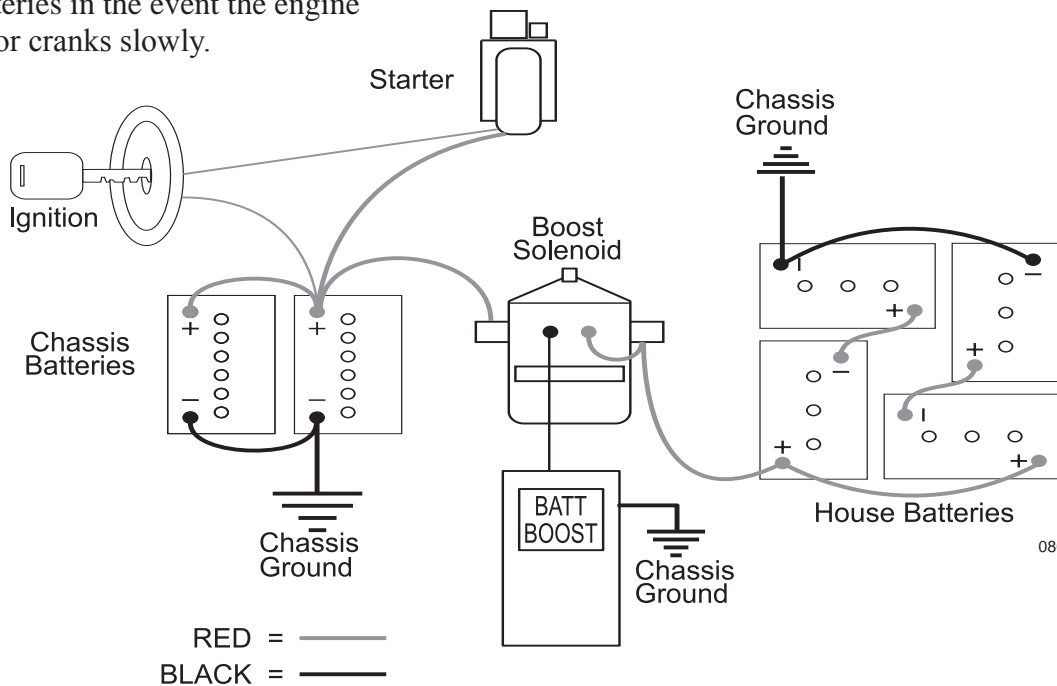 in the event the engine
or cranks slowly.
Starter
Chassis
Ground
Ignition
Boost
Solenoid
Chassis
Batteries
+
+
–
–
–
–
+
–
+
+
–
+
BATT
BOOST
House Batteries
Chassis
Ground
Chassis
Ground
08
RED =
BLACK =